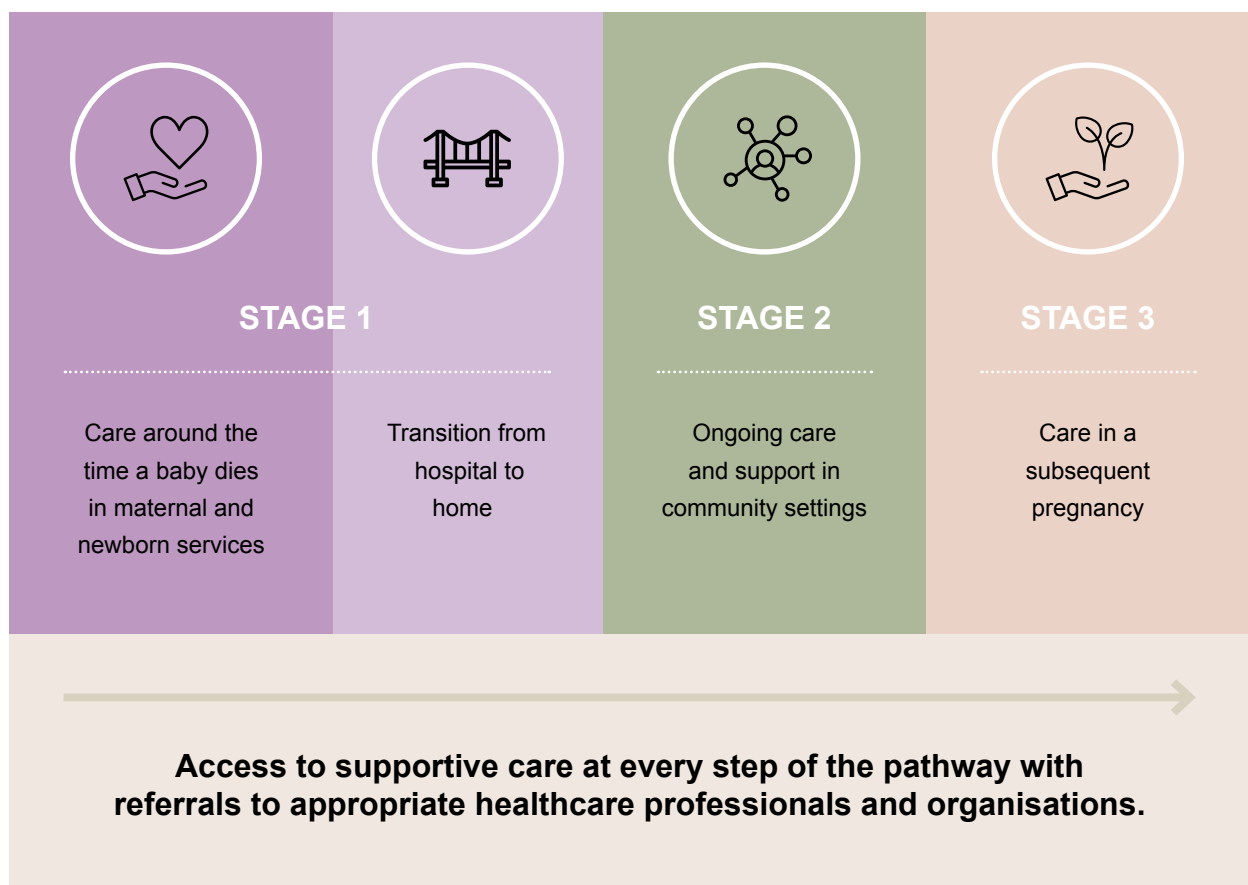 STAGE 1
Care around the
time a baby dies
in maternal and
newborn services
Transition from
hospital to
home
STAGE 2
Ongoing care
and support in
community settings
STAGE 3
Care in a
subsequent
pregnancy
Access to supportive care at every step of the pathway with
referrals to appropriate healthcare professionals and organisations.